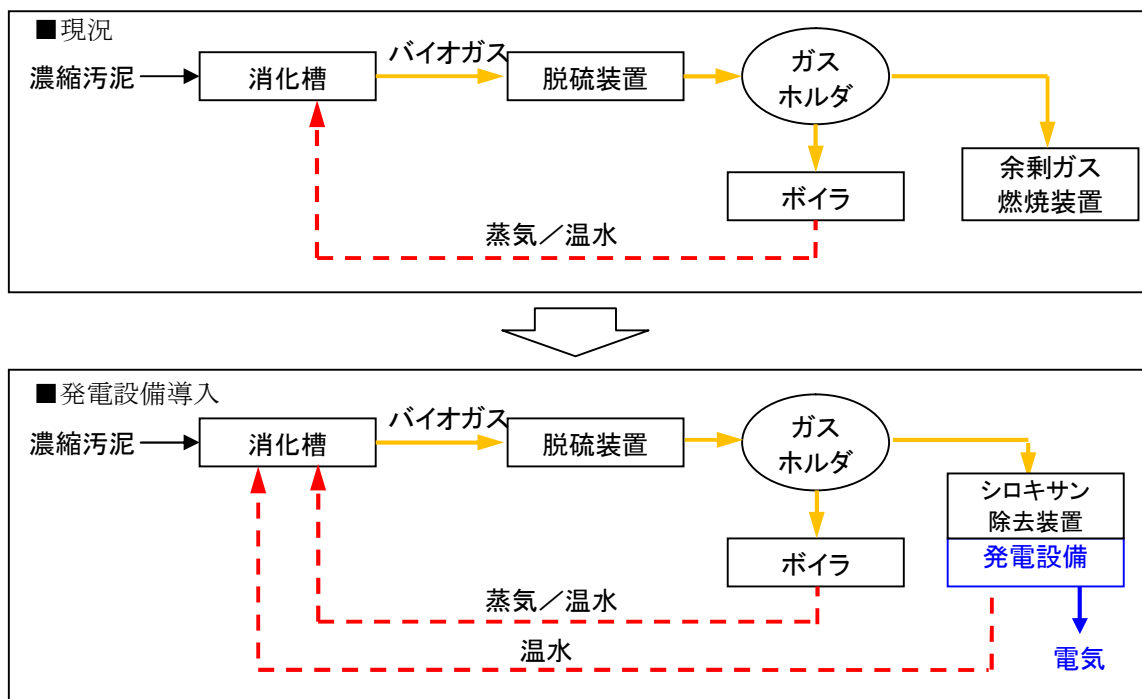 ■現況
バイオガス
濃縮汚泥
消化槽
脱硫装置
ガス
ホルダ
ボイラ
余剰ガス
燃焼装置
蒸気／温水
■発電設備導入
バイオガス
濃縮汚泥
消化槽
脱硫装置
ガス
ホルダ
シロキサン
除去装置
発電設備
ボイラ
蒸気／温水
温水
電気